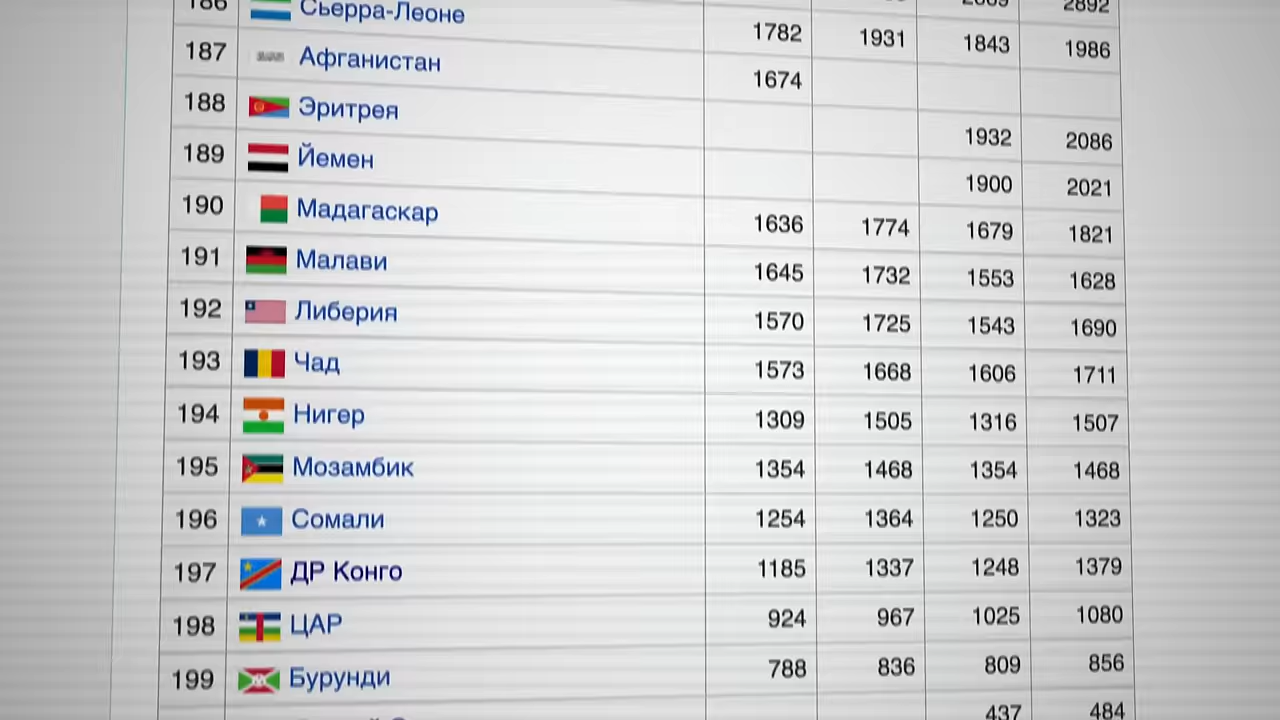 2892
186 Сьерра-Леоне 1782 1931 1843 1986
187 Афганистан 1674
188 Эритрея 1932 2086
189 Йемен 1900 2021
190 Мадагаскар 1636 1774 1679 1821
191 Малави 1645 1732 1553 1628
192 Либерия 1570 1725 1543 1690
193 Чад 1573 1668 1606 1711
194 Нигер 1309 1505 1316 1507
195 Мозамбик 1354 1468 1354 1468
196 Сомали 1254 1364 1250 1323
197 ДР Конго 1185 1337 1248 1379
198 ЦАР 924 967 1025 1080
199 Бурунди 788 836 809 856
437 484